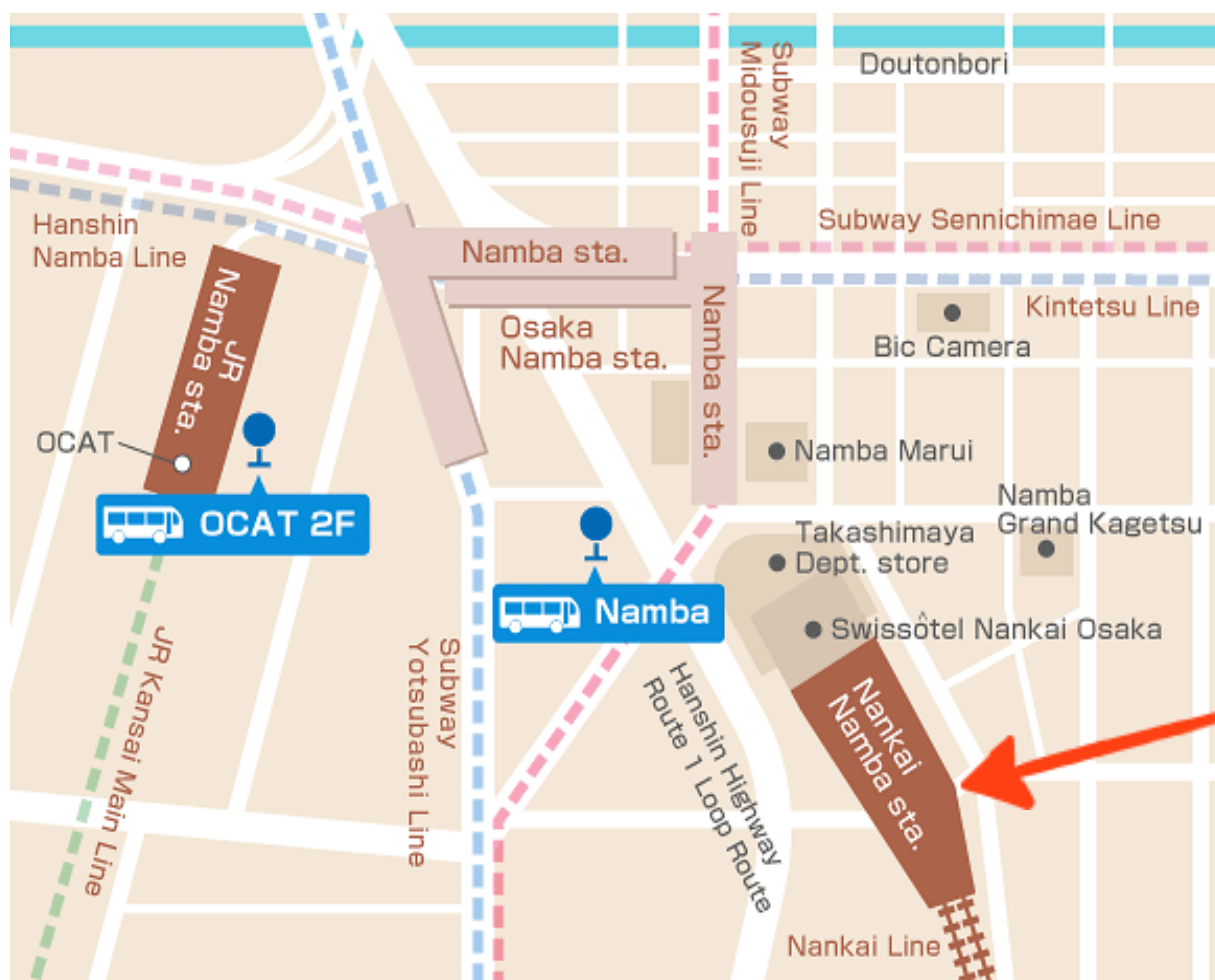 Doutonbori
Subway
Midousuji Line
Subway Sennichimae Line
Hanshin
Namba Line
Namba sta.
Kintetsu Line
Osaka
Namba sta.
Namba sta.
Bic Camera
JR
Namba sta.
OCAT
Namba Marui
OCAT 2F
Namba
Grand Kagetsu
Takashimaya
Dept. store
Namba
Swissôtel Nankai Osaka
Subway
Yotsubashi Line
JR Kansai Main Line
Hanshin Highway
Route 1 Loop Route
Nankai
Namba sta.
Nankai Line